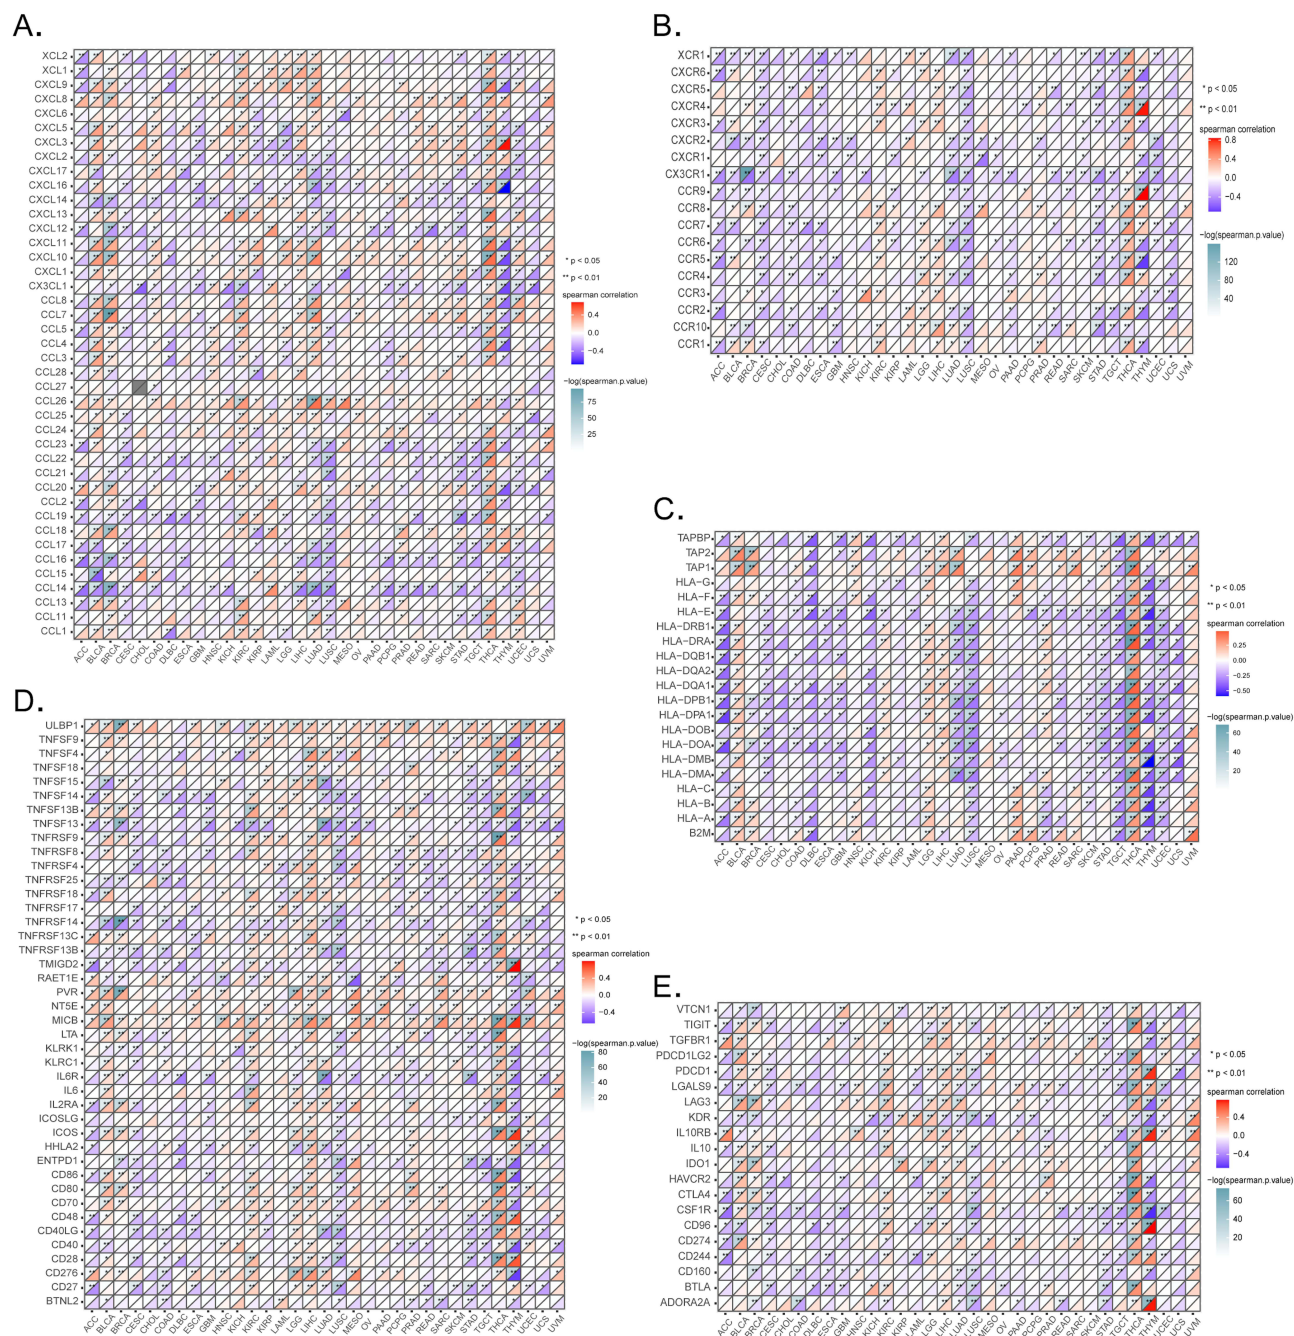 A.
XCL2
XCL1
CXCL9
CXCL8
CXCL6
CXCL5
CXCL3
CXCL2
CXCL17
CXCL16
CXCL14
CXCL13
CXCL12
CXCL11
CXCL10
CXCL1
CX3CL1
CCL8
CCL7
CCL5
CCL4
CCL3
CCL28
CCL27
CCL26
CCL25
CCL24
CCL23
CCL22
CCL21
CCL20
CCL2
CCL19
CCL18
CCL17
CCL16
CCL15
CCL14
CCL13
CCL11
CCL1
ACC BLCA BRCA CESC CHOL COAD DLBC ESCA GBM HNSC KICH KIRC KIRP LAML LGG LIHC LUAD LUSC MESO OV PAAD PCPG PRAD READ SARC SKCM STAD TGCT THCA THYM UCEC UCS UVM
* p < 0.05
** p < 0.01
spearman correlation
0.4
0.0
−0.4
−log(spearman.p.value)
75
50
25
B.
XCR1
CXCR6
CXCR5
CXCR4
CXCR3
CXCR2
CXCR1
CX3CR1
CCR9
CCR8
CCR7
CCR6
CCR5
CCR4
CCR3
CCR2
CCR10
CCR1
ACC BLCA BRCA CESC CHOL COAD DLBC ESCA GBM HNSC KICH KIRC KIRP LAML LGG LIHC LUAD LUSC MESO OV PAAD PCPG PRAD READ SARC SKCM STAD TGCT THCA THYM UCEC UCS UVM
* p < 0.05
** p < 0.01
spearman correlation
0.8
0.4
0.0
−0.4
−log(spearman.p.value)
160
120
80
40
C.
TAPBP
TAP2
TAP1
HLA−G
HLA−F
HLA−E
HLA−DRB1
HLA−DRA
HLA−DQB1
HLA−DQA2
HLA−DQA1
HLA−DPB1
HLA−DPA1
HLA−DOB
HLA−DOA
HLA−DMB
HLA−DMA
HLA−C
HLA−B
HLA−A
B2M
ACC BLCA BRCA CESC CHOL COAD DLBC ESCA GBM HNSC KICH KIRC KIRP LAML LGG LIHC LUAD LUSC MESO OV PAAD PCPG PRAD READ SARC SKCM STAD TGCT THCA THYM UCEC UCS UVM
* p < 0.05
** p < 0.01
spearman correlation
0.50
0.25
0.00
−0.25
−0.50
−log(spearman.p.value)
60
40
20
D.
ULBP1
TNFSF9
TNFSF4
TNFSF18
TNFSF15
TNFSF14
TNFSF13B
TNFSF13
TNFRSF9
TNFRSF8
TNFRSF4
TNFRSF25
TNFRSF18
TNFRSF17
TNFRSF14
TNFRSF13C
TNFRSF13B
TMIGD2
RAET1E
PVR
NT5E
MICB
LTA
KLRK1
KLRC1
IL6R
IL6
IL2RA
ICOSLG
ICOS
HHLA2
ENTPD1
CD86
CD80
CD70
CD48
CD40LG
CD40
CD28
CD276
CD27
BTNL2
ACC BLCA BRCA CESC CHOL COAD DLBC ESCA GBM HNSC KICH KIRC KIRP LAML LGG LIHC LUAD LUSC MESO OV PAAD PCPG PRAD READ SARC SKCM STAD TGCT THCA THYM UCEC UCS UVM
* p < 0.05
** p < 0.01
spearman correlation
0.4
0.0
−0.4
−log(spearman.p.value)
80
60
40
20
E.
VTCN1
TIGIT
TGFBR1
PDCD1LG2
PDCD1
LGALS9
LAG3
KDR
IL10RB
IL10
IDO1
HAVCR2
CTLA4
CSF1R
CD96
CD274
CD244
CD160
BTLA
ADORA2A
ACC BLCA BRCA CESC CHOL COAD DLBC ESCA GBM HNSC KICH KIRC KIRP LAML LGG LIHC LUAD LUSC MESO OV PAAD PCPG PRAD READ SARC SKCM STAD TGCT THCA THYM UCEC UCS UVM
* p < 0.05
** p < 0.01
spearman correlation
0.4
0.0
−0.4
−log(spearman.p.value)
60
40
20